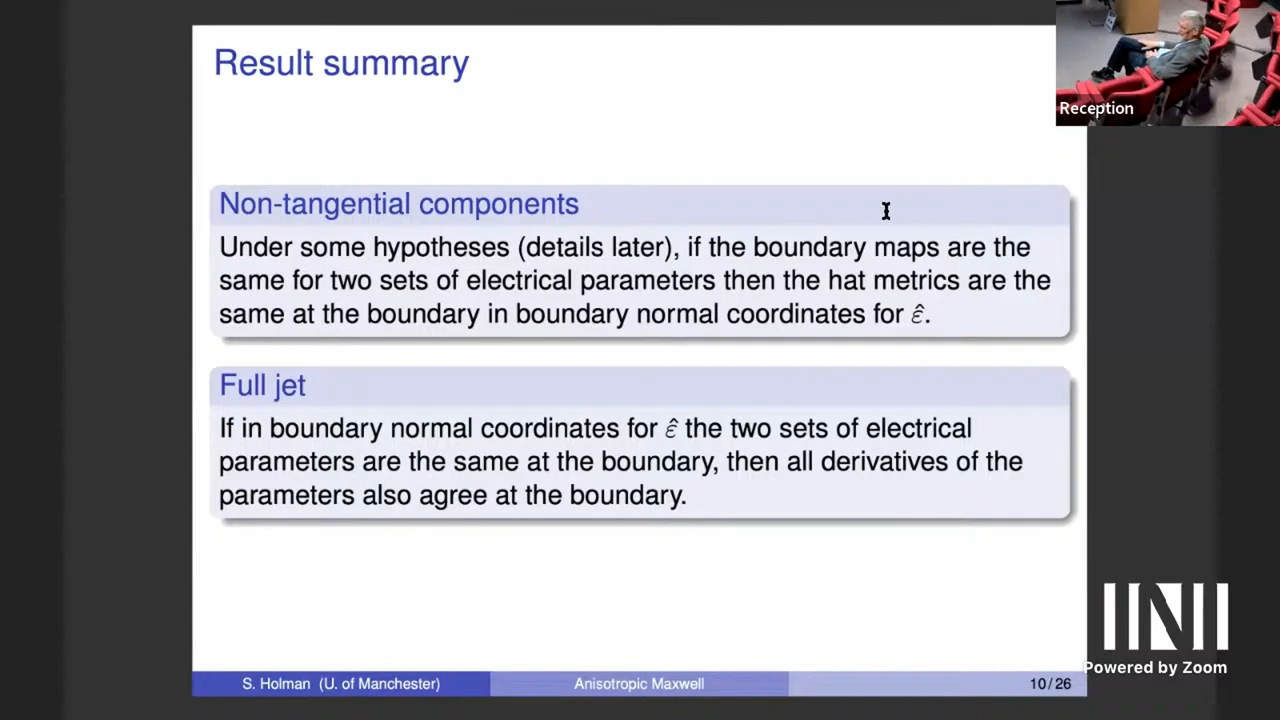 Result summary
Reception
Non-tangential components
Under some hypotheses (details later), if the boundary maps are the
same for two sets of electrical parameters then the hat metrics are the
same at the boundary in boundary normal coordinates for ε̂.
Full jet
If in boundary normal coordinates for ε̂ the two sets of electrical
parameters are the same at the boundary, then all derivatives of the
parameters also agree at the boundary.
INI
Powered by Zoom
S. Holman (U. of Manchester)
Anisotropic Maxwell
10/26